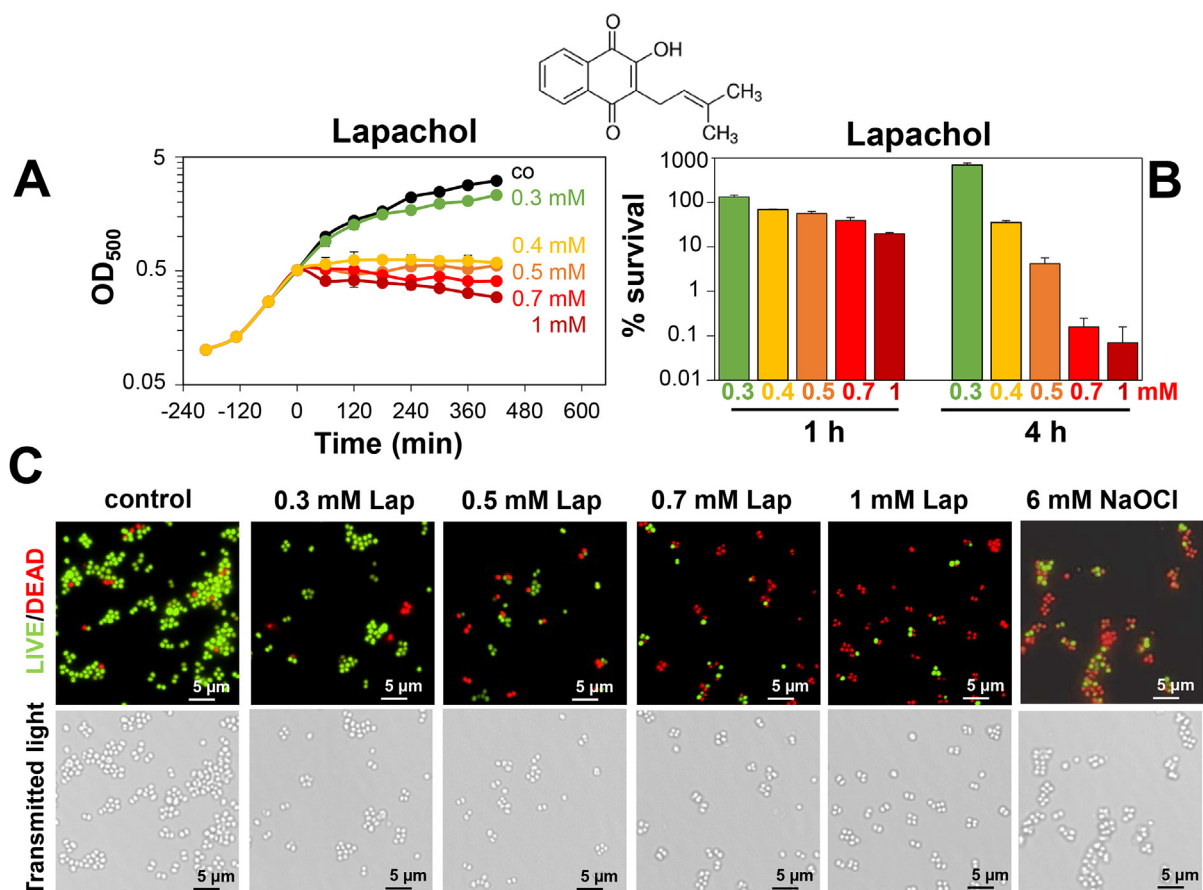 O
OH
CH3
O
CH3
Lapachol
Lapachol
A
B
5
0.5
0.05
OD500
co
0.3 mM
0.4 mM
0.5 mM
0.7 mM
1 mM
-240 -120 0 120 240 360 480 600
Time (min)
1000
100
10
1
0.1
0.01
% survival
0.3 0.4 0.5 0.7 1 0.3 0.4 0.5 0.7 1 mM
1 h 4 h
C
control 0.3 mM Lap 0.5 mM Lap 0.7 mM Lap 1 mM Lap 6 mM NaOCl
LIVE/DEAD
5 µm 5 µm 5 µm 5 µm 5 µm 5 µm
Transmitted light
5 µm 5 µm 5 µm 5 µm 5 µm 5 µm